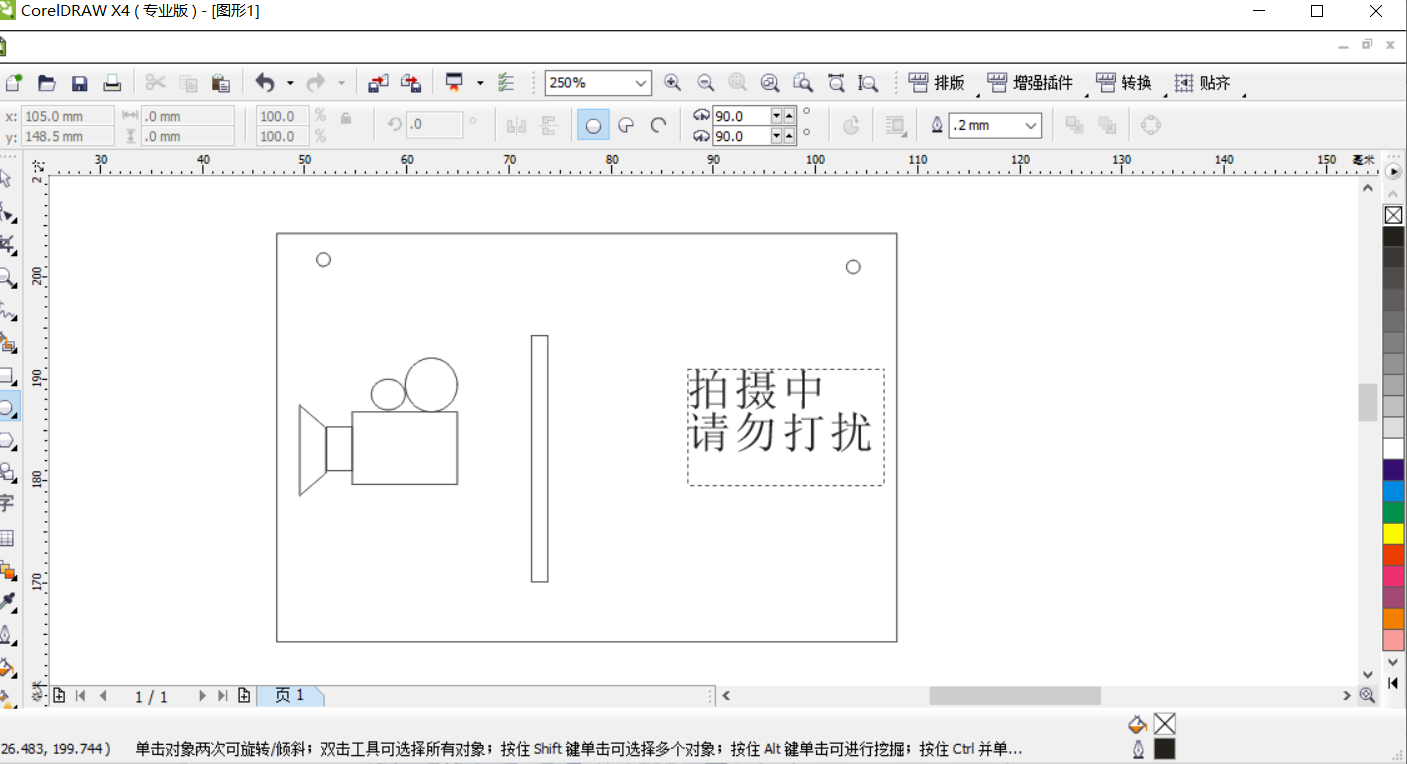 CorelDRAW X4 ( 专业版 ) - [图形1]
250%
排版
增强插件
转换
贴齐
x: 105.0 mm
.0 mm
100.0 %
.0 °
90.0 °
.2 mm
y: 148.5 mm
.0 mm
100.0 %
90.0 °
30 40 50 60 70 80 90 100 110 120 130 140 150 毫米
200
190
180
170
毫米
拍摄中
请勿打扰
字
1 / 1
页 1
26.483, 199.744 )
单击对象两次可旋转/倾斜；双击工具可选择所有对象；按住 Shift 键单击可选择多个对象；按住 Alt 键单击可进行挖掘；按住 Ctrl 并单...